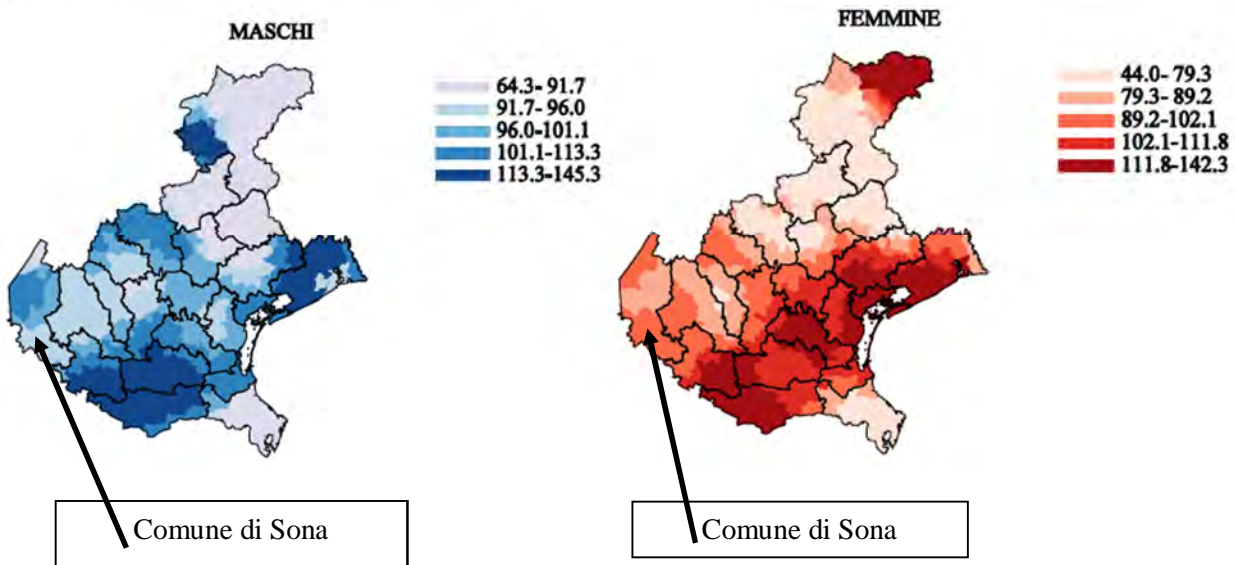 MASCHI
64.3- 91.7
91.7- 96.0
96.0-101.1
101.1-113.3
113.3-145.3
FEMMINE
44.0- 79.3
79.3- 89.2
89.2-102.1
102.1-111.8
111.8-142.3
Comune di Sona
Comune di Sona